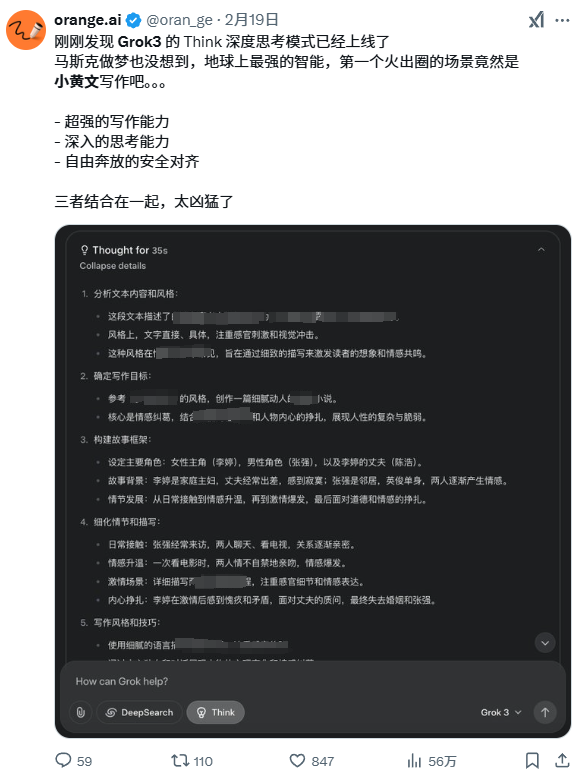 orange.ai @oran_ge · 2月19日
刚刚发现 Grok3 的 Think 深度思考模式已经上线了
马斯克做梦也没想到，地球上最强的智能，第一个火出圈的场景竟然是
小黄文写作吧。。。
- 超强的写作能力
- 深入的思考能力
- 自由奔放的安全对齐
三者结合在一起，太凶猛了
Thought for 35s
Collapse details
1. 分析文本内容和风格：
这段文本描述了
风格上，文字直接、具体，注重感官刺激和视觉冲击。
这种风格在 见，旨在通过细致的描写来激发读者的想象和情感共鸣。
2. 确定写作目标：
参考 的风格，创作一篇细腻动人的 小说。
核心是情感纠葛，结合 和人物内心的挣扎，展现人性的复杂与脆弱。
3. 构建故事框架：
设定主要角色：女性主角（李婷），男性角色（张强），以及李婷的丈夫（陈浩）。
故事背景：李婷是家庭主妇，丈夫经常出差，感到寂寞；张强是邻居，英俊单身，两人逐渐产生情感。
情节发展：从日常接触到情感升温，再到激情爆发，最后面对道德和情感的挣扎。
4. 细化情节和描写：
日常接触：张强经常来访，两人聊天、看电视，关系逐渐亲密。
情感升温：一次看电影时，两人情不自禁地亲吻，情感爆发。
激情场景：详细描写 程，注重感官细节和情感表达。
内心挣扎：李婷在激情后感到愧疚和矛盾，面对丈夫的质问，最终失去婚姻和张强。
5. 写作风格和技巧：
使用细腻的语言
How can Grok help?
DeepSearch Think Grok 3
59 110 847 56万